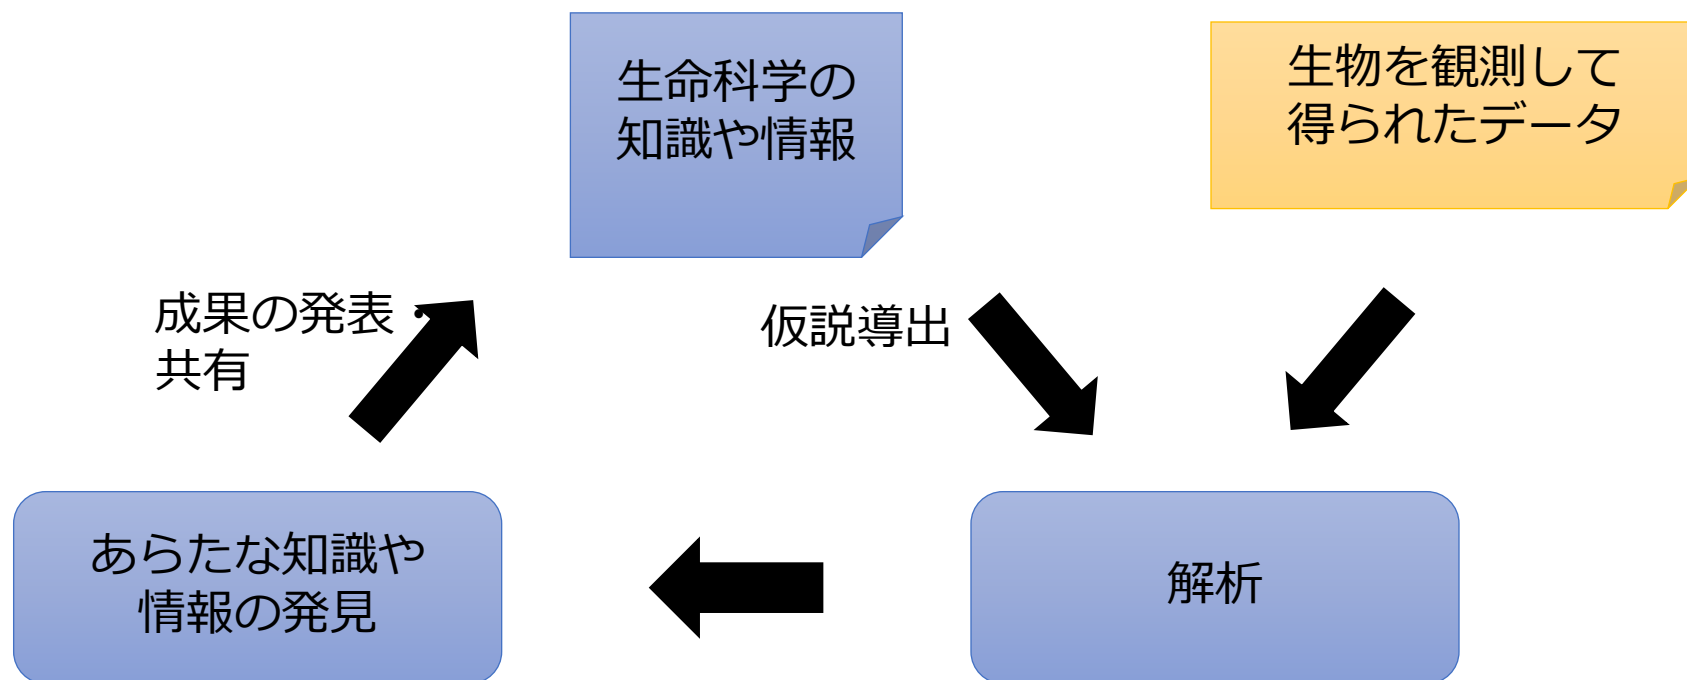 生命科学の
知識や情報
生物を観測して
得られたデータ
成果の発表・
共有
仮説導出
あらたな知識や
情報の発見
解析